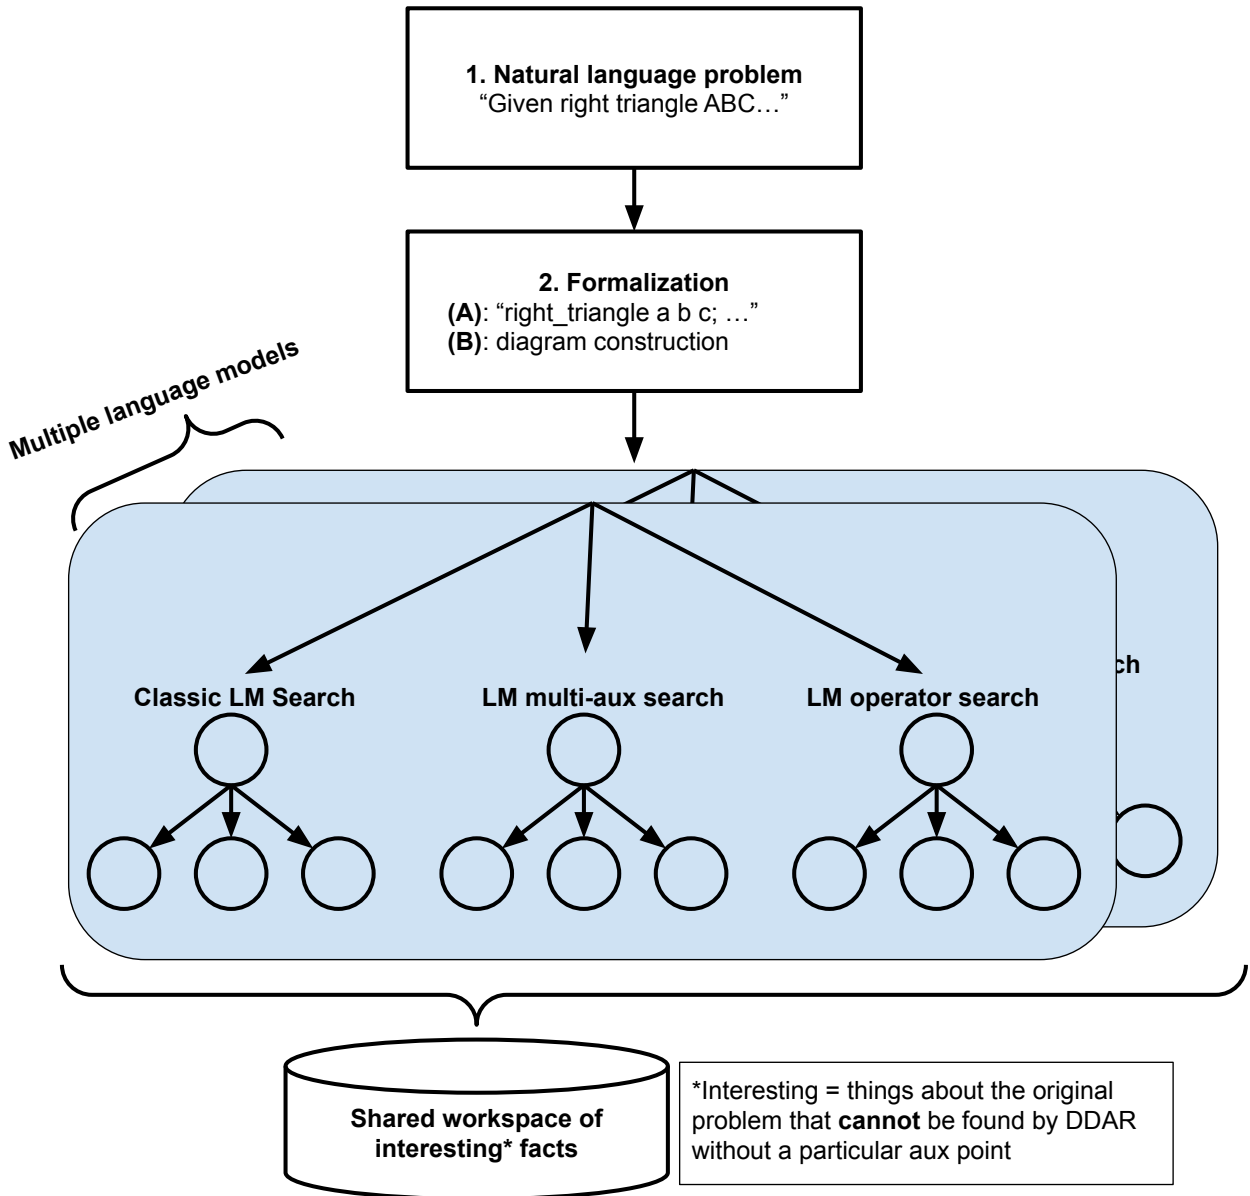 1. Natural language problem
“Given right triangle ABC…”
2. Formalization
(A): “right_triangle a b c; …”
(B): diagram construction
Multiple language models
ch
Classic LM Search
LM multi-aux search
LM operator search
Shared workspace of
interesting* facts
*Interesting = things about the original
problem that cannot be found by DDAR
without a particular aux point